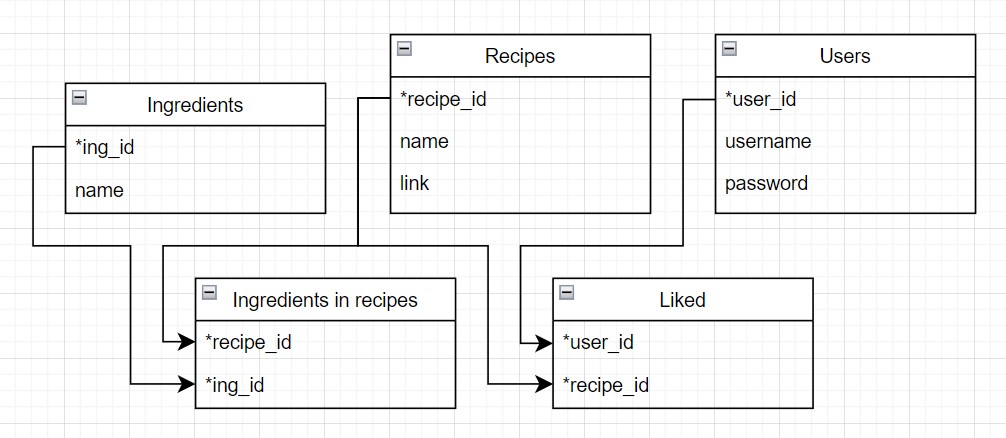 Ingredients
*ing_id
name
Recipes
*recipe_id
name
link
Users
*user_id
username
password
Ingredients in recipes
*recipe_id
*ing_id
Liked
*user_id
*recipe_id